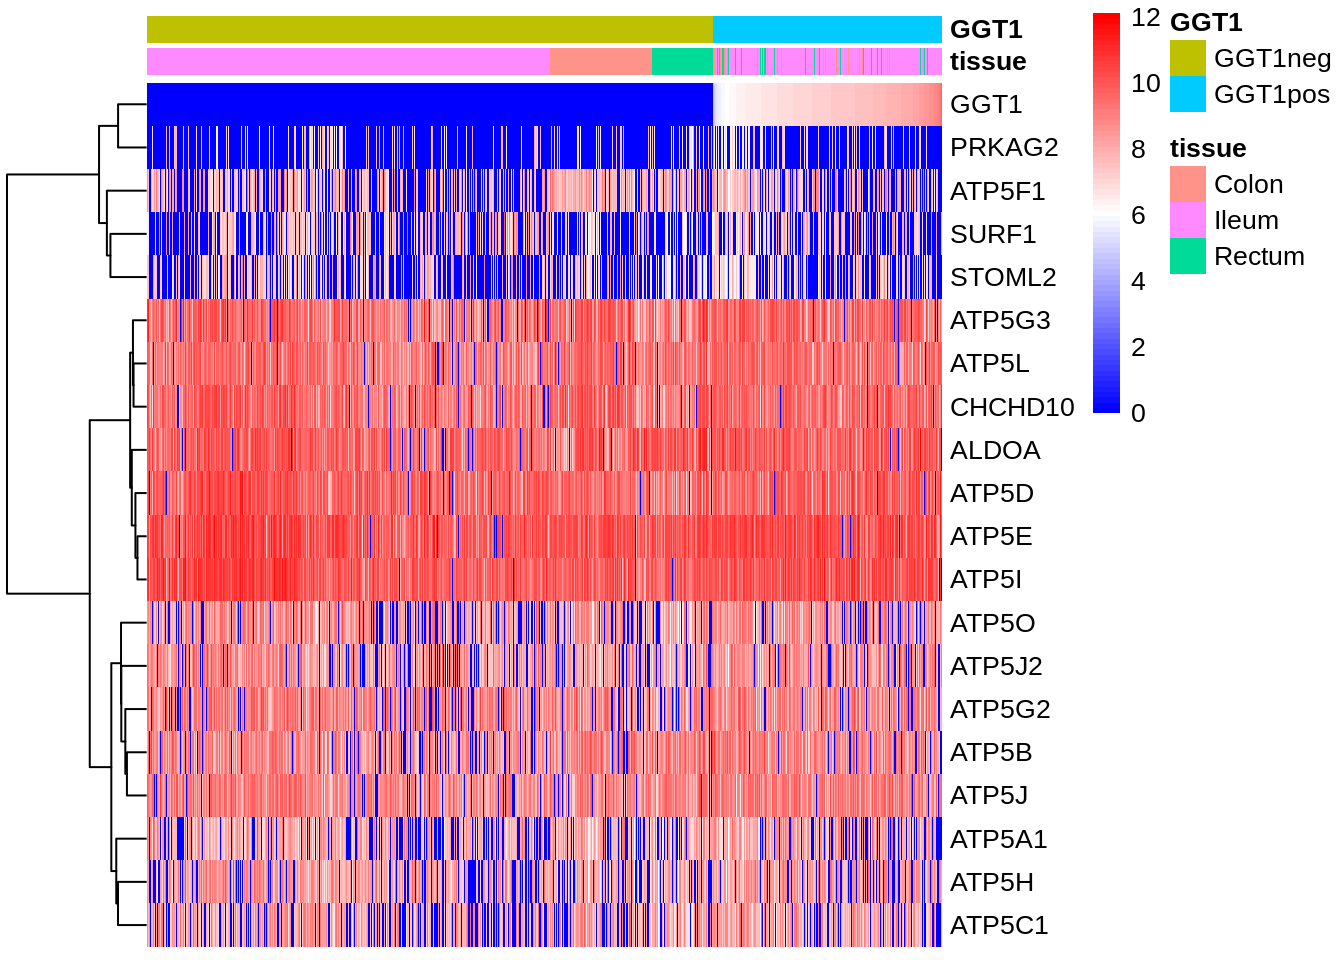 GGT1
tissue
GGT1
PRKAG2
ATP5F1
SURF1
STOML2
ATP5G3
ATP5L
CHCHD10
ALDOA
ATP5D
ATP5E
ATP5I
ATP5O
ATP5J2
ATP5G2
ATP5B
ATP5J
ATP5A1
ATP5H
ATP5C1
12
10
8
6
4
2
0
GGT1
GGT1neg
GGT1pos
tissue
Colon
Ileum
Rectum